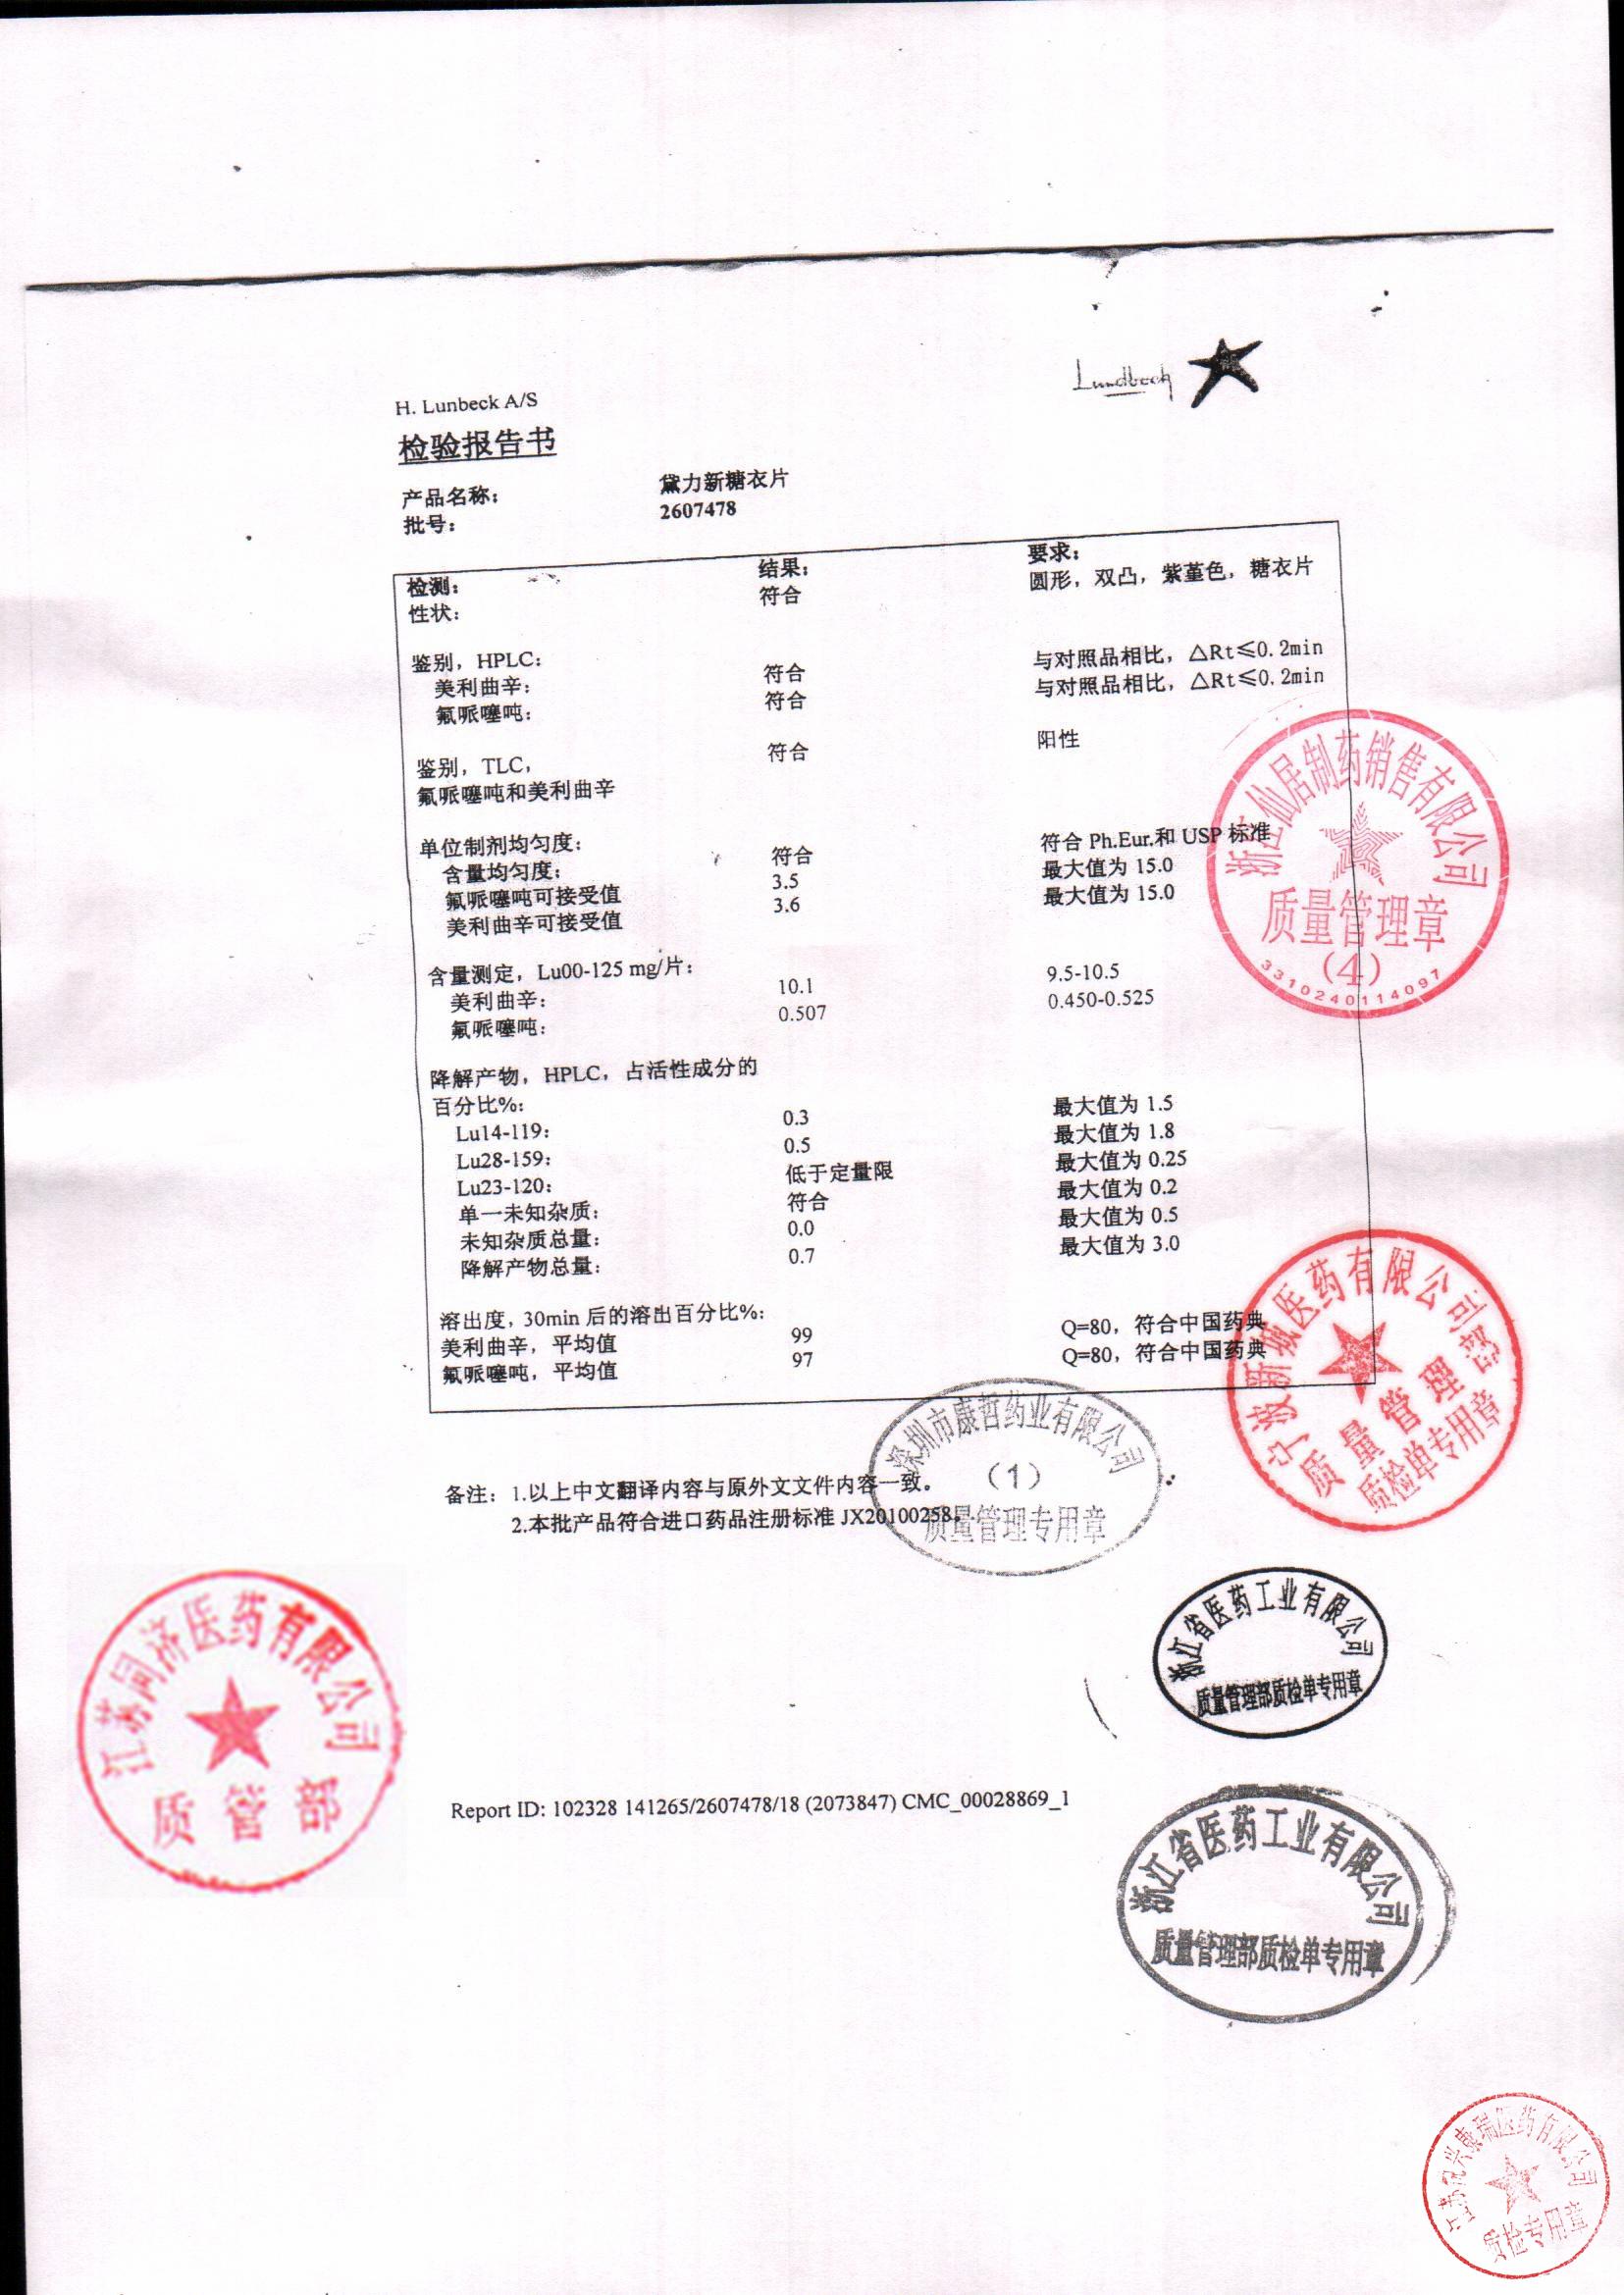 Lundbeck
H. Lunbeck A/S
检验报告书
产品名称： 黛力新糖衣片
批号： 2607478
检测： 结果： 要求：
性状： 符合 圆形，双凸，紫堇色，糖衣片
鉴别，HPLC：
美利曲辛： 符合 与对照品相比，△Rt≤0.2min
氟哌噻吨： 符合 与对照品相比，△Rt≤0.2min
鉴别，TLC， 符合 阳性
氟哌噻吨和美利曲辛
单位制剂均匀度： 符合 Ph.Eur.和 USP 标准
含量均匀度： 符合 最大值为 15.0
氟哌噻吨可接受值 3.5 最大值为 15.0
美利曲辛可接受值 3.6
含量测定，Lu00-125 mg/片：
美利曲辛： 10.1 9.5-10.5
氟哌噻吨： 0.507 0.450-0.525
降解产物，HPLC，占活性成分的
百分比%：
Lu14-119： 0.3 最大值为 1.5
Lu28-159： 0.5 最大值为 1.8
Lu23-120： 低于定量限 最大值为 0.25
单一未知杂质： 符合 最大值为 0.2
未知杂质总量： 0.0 最大值为 0.5
降解产物总量： 0.7 最大值为 3.0
溶出度，30min 后的溶出百分比%：
美利曲辛，平均值 99 Q=80，符合中国药典
氟哌噻吨，平均值 97 Q=80，符合中国药典
备注：1.以上中文翻译内容与原外文文件内容一致。
2.本批产品符合进口药品注册标准 JX20100258。
Report ID: 102328 141265/2607478/18 (2073847) CMC_00028869_1
浙江仙居制药销售有限公司
质量管理章
（4）
3310240114097
宁波新城医药有限公司
质量管理部
质检单专用章
深圳市康哲药业有限公司
（1）
质量管理专用章
浙江省医药工业有限公司
质量管理部质检单专用章
江苏同济医药有限公司
质管部
浙江省医药工业有限公司
质量管理部质检单专用章
康瑞医药有限公司
质检专用章